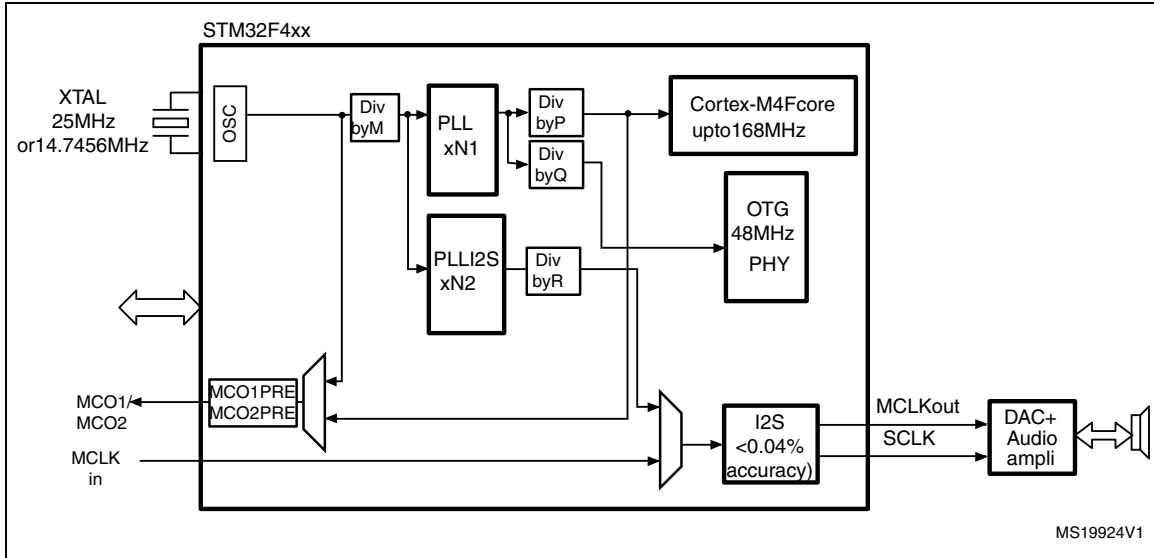 STM32F4xx
XTAL
25MHz
or14.7456MHz
OSC
Div
byM
PLL
xN1
Div
byP
Div
byQ
Cortex-M4Fcore
upto168MHz
OTG
48MHz
PHY
PLLI2S
xN2
Div
byR
MCO1/
MCO2
MCO1PRE
MCO2PRE
MCLK
in
I2S
<0.04%
accuracy)
MCLKout
SCLK
DAC+
Audio
ampli
MS19924V1